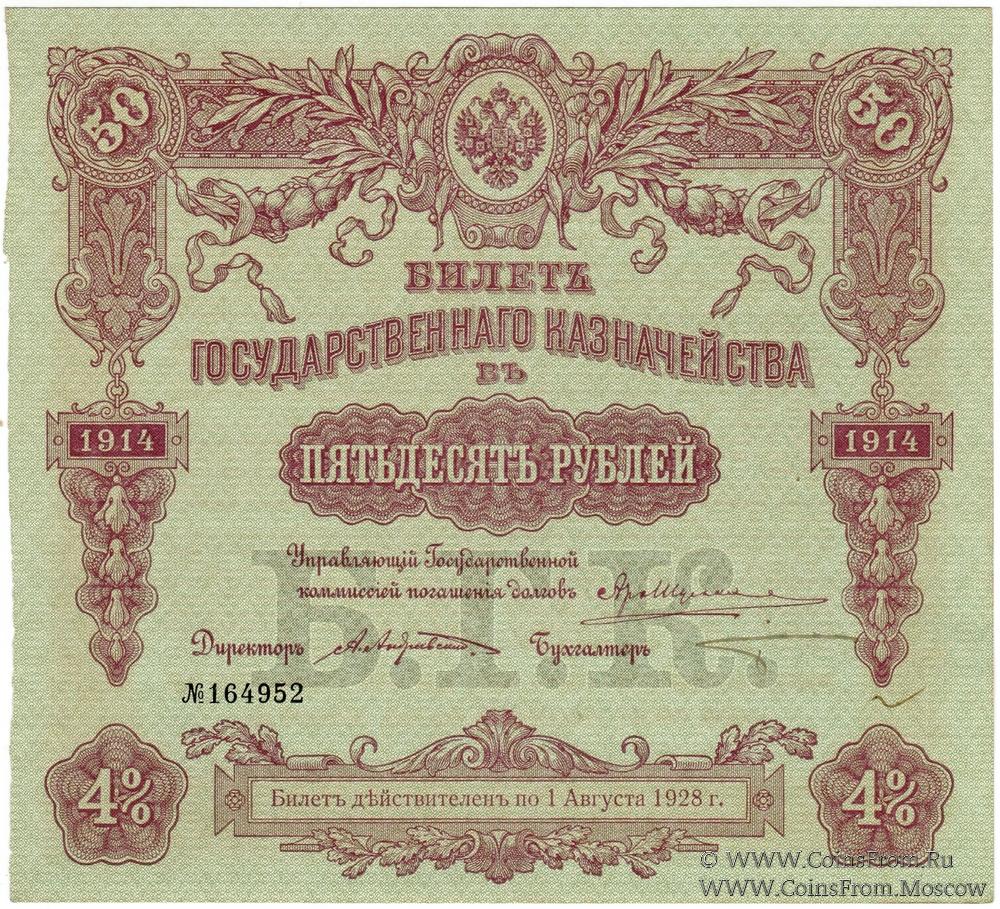 50 50
БИЛЕТЪ
ГОСУДАРСТВЕННАГО КАЗНАЧЕЙСТВА
ВЪ
1914 1914
ПЯТЬДЕСЯТЪ РУБЛЕЙ
Управляющій Государственной
коммиссіей погашенія долговъ
Директоръ Бухгалтеръ
Б.Г.К.
№164952
4% 4%
Билетъ дѣйствителенъ по 1 Августа 1928 г.
© WWW.CoinsFrom.Ru
WWW.CoinsFrom.Moscow